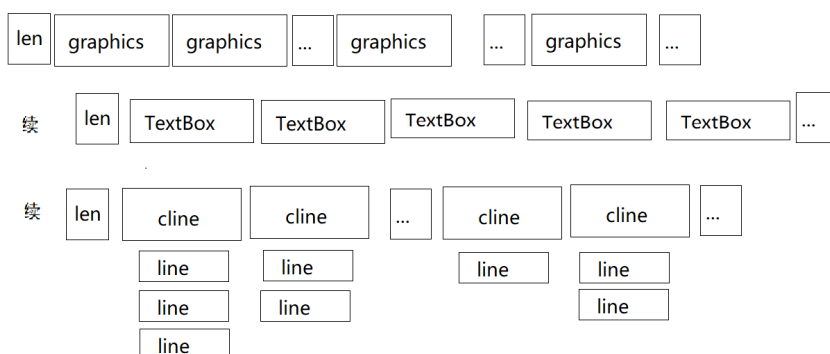 len graphics graphics ... graphics ... graphics ...
续 len TextBox TextBox TextBox TextBox TextBox ...
续 len cline cline ... cline cline ...
line line line line
line line line
line